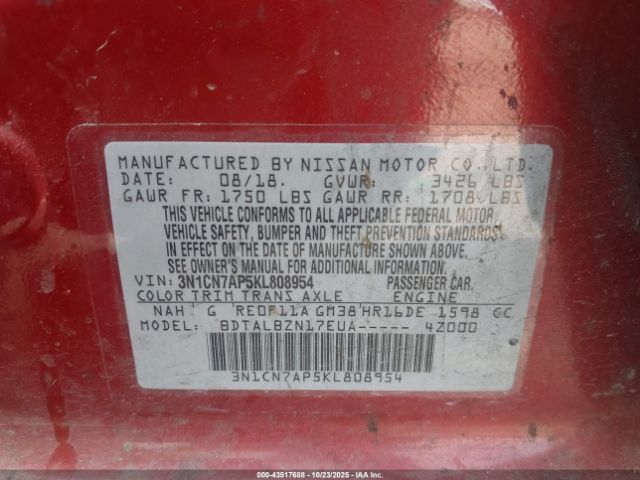 MANUFACTURED BY NISSAN MOTOR CO.,LTD.
DATE: 08/18. GVWR: 3426 LBS
GAWR FR: 1750 LBS GAWR RR: 1708 LBS
THIS VEHICLE CONFORMS TO ALL APPLICABLE FEDERAL MOTOR
VEHICLE SAFETY, BUMPER AND THEFT PREVENTION STANDARDS
IN EFFECT ON THE DATE OF MANUFACTURE SHOWN ABOVE.
SEE OWNER'S MANUAL FOR ADDITIONAL INFORMATION.
VIN: 3N1CN7AP5KL808954 PASSENGER CAR
COLOR TRIM TRANS AXLE ENGINE
NAH G RE0F11A GM38 HR16DE 1598 CC
MODEL: BDTALBZN17EUA----- 4Z000
3N1CN7AP5KL808954
000-43517688 - 10/23/2025 - IAAI.COM